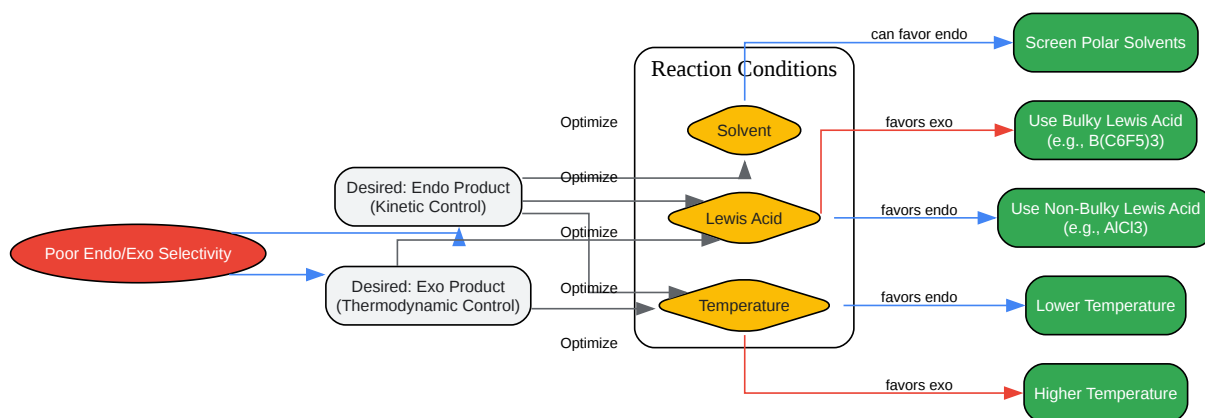 can favor endo
Screen Polar Solvents
Reaction Conditions
Optimize
Solvent
favors exo
Use Bulky Lewis Acid
(e.g., B(C6F5)3)
Optimize
Desired: Endo Product
(Kinetic Control)
Lewis Acid
favors endo
Use Non-Bulky Lewis Acid
(e.g., AlCl3)
Optimize
Poor Endo/Exo Selectivity
Optimize
Desired: Exo Product
(Thermodynamic Control)
Temperature
favors endo
Lower Temperature
Optimize
favors exo
Higher Temperature